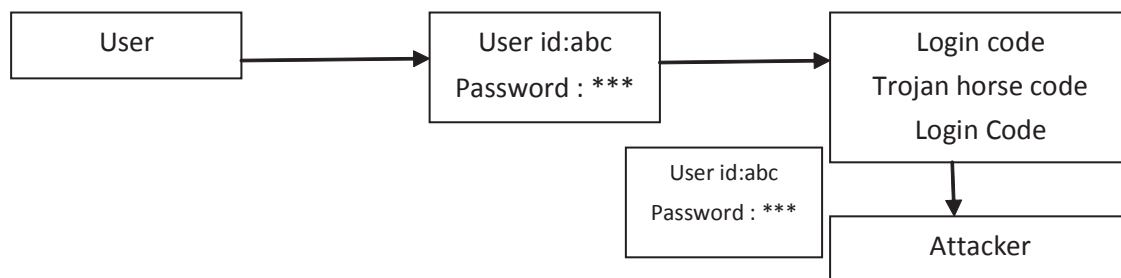 User
User id:abc
Password : ***
Login code
Trojan horse code
Login Code
User id:abc
Password : ***
Attacker